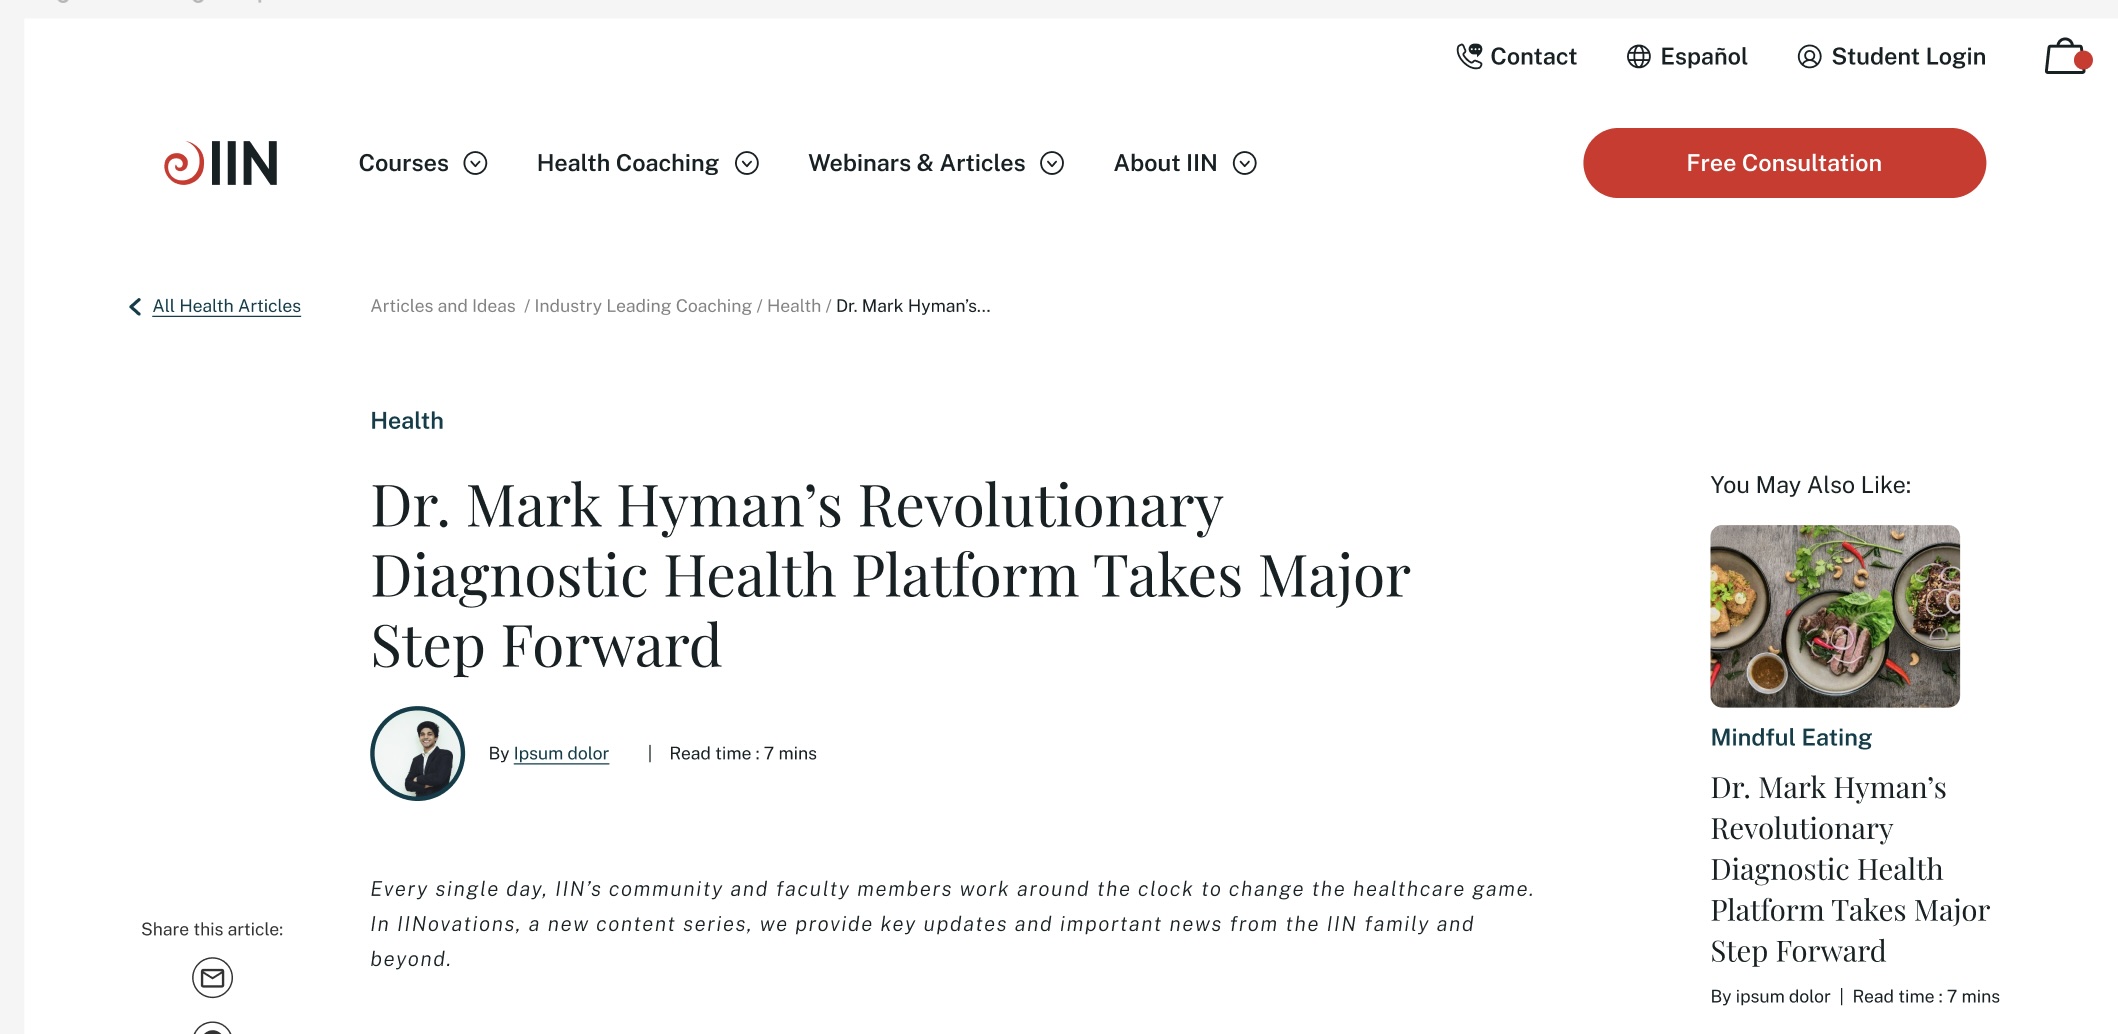 Contact
Español
Student Login
IIN
Courses
Health Coaching
Webinars & Articles
About IIN
Free Consultation
All Health Articles
Articles and Ideas / Industry Leading Coaching / Health / Dr. Mark Hyman’s...
Health
Dr. Mark Hyman’s Revolutionary
Diagnostic Health Platform Takes Major
Step Forward
By Ipsum dolor | Read time : 7 mins
Every single day, IIN’s community and faculty members work around the clock to change the healthcare game.
In IINovations, a new content series, we provide key updates and important news from the IIN family and
beyond.
Share this article:
You May Also Like:
Mindful Eating
Dr. Mark Hyman’s
Revolutionary
Diagnostic Health
Platform Takes Major
Step Forward
By ipsum dolor | Read time : 7 mins